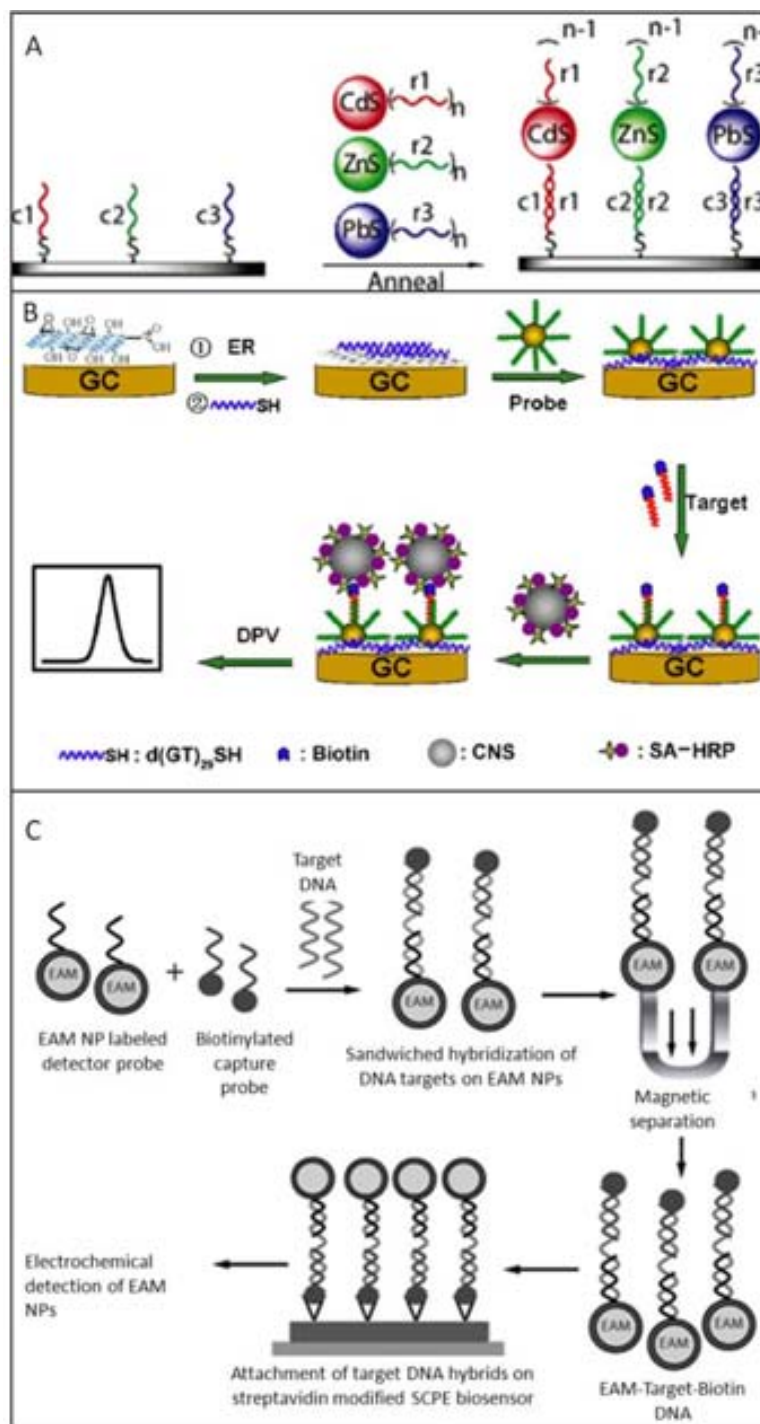 A
c1
c2
c3
S
S
S
CdS
r1
n
ZnS
r2
n
PbS
r3
n
Anneal
n-1
n-1
n-
r1
r2
r3
CdS
ZnS
PbS
c1
r1
c2
r2
c3
r3
S
S
S
B
O
OH
OH
OH
GC
① ER
② SH
GC
Probe
GC
Target
GC
GC
DPV
SH : d(GT)₂₉SH
: Biotin
: CNS
: SA-HRP
C
Target
DNA
EAM
EAM
+
EAM NP labeled
detector probe
Biotinylated
capture
probe
EAM
EAM
Sandwiched hybridization of
DNA targets on EAM NPs
EAM
EAM
Magnetic
separation
Electrochemical
detection of EAM
NPs
Attachment of target DNA hybrids on
streptavidin modified SCPE biosensor
EAM
EAM
EAM
EAM-Target-Biotin
DNA